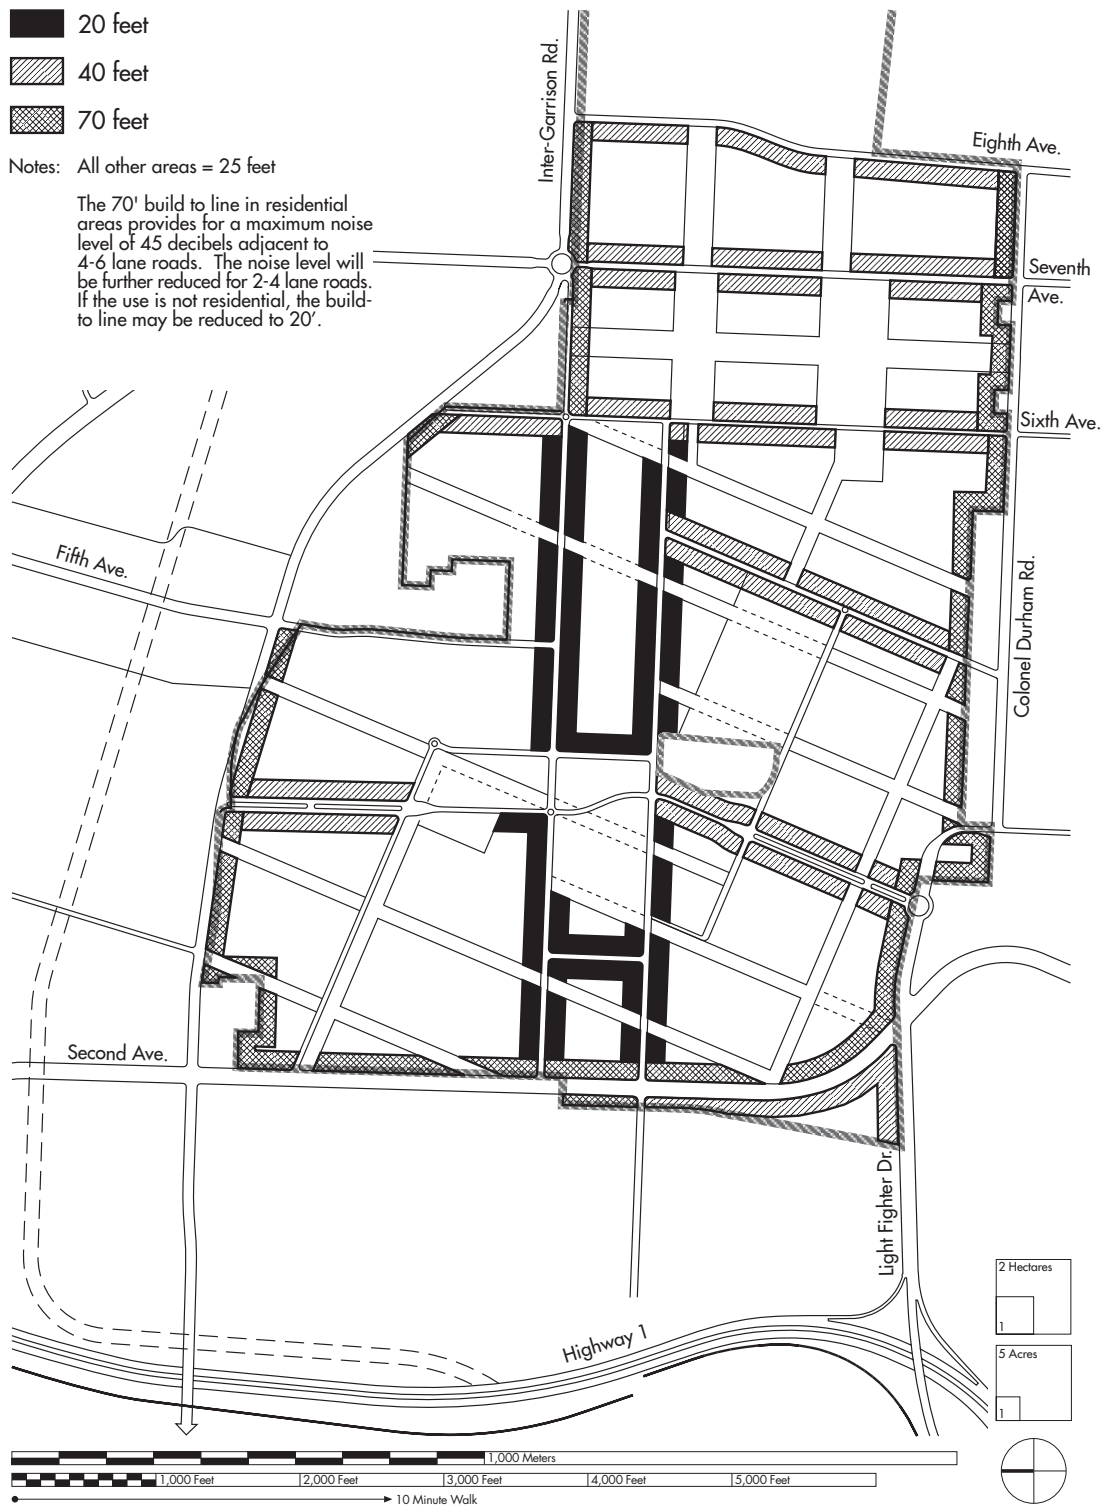 20 feet
40 feet
70 feet
Notes: All other areas = 25 feet
The 70' build to line in residential
areas provides for a maximum noise
level of 45 decibels adjacent to
4-6 lane roads. The noise level will
be further reduced for 2-4 lane roads.
If the use is not residential, the build-
to line may be reduced to 20'.
Inter-Garrison Rd.
Eighth Ave.
Seventh
Ave.
Sixth Ave.
Fifth Ave.
Colonel Durham Rd.
Second Ave.
Light Fighter Dr.
Highway 1
2 Hectares
1
5 Acres
1
1,000 Meters
1,000 Feet
2,000 Feet
3,000 Feet
4,000 Feet
5,000 Feet
10 Minute Walk